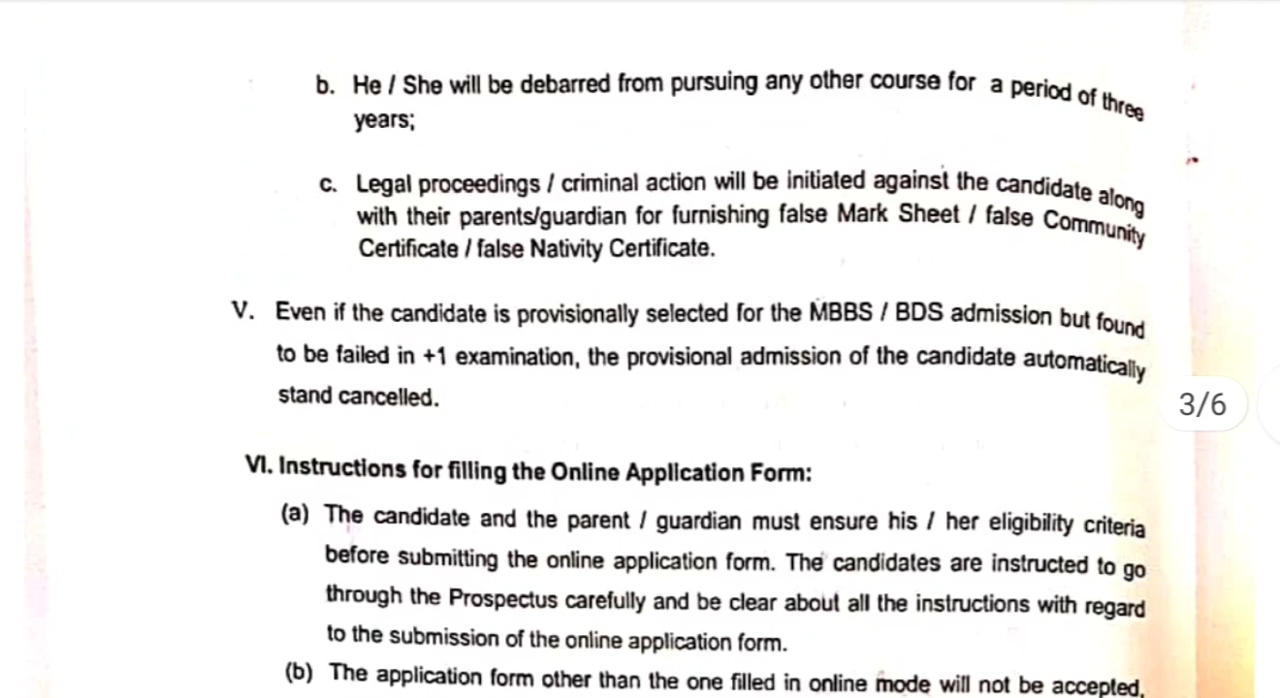 b. He / She will be debarred from pursuing any other course for a period of three
years;
c. Legal proceedings / criminal action will be initiated against the candidate along
with their parents/guardian for furnishing false Mark Sheet / false Community
Certificate / false Nativity Certificate.
V. Even if the candidate is provisionally selected for the MBBS / BDS admission but found
to be failed in +1 examination, the provisional admission of the candidate automatically
stand cancelled.
3/6
VI. Instructions for filling the Online Application Form:
(a) The candidate and the parent / guardian must ensure his / her eligibility criteria
before submitting the online application form. The candidates are instructed to go
through the Prospectus carefully and be clear about all the instructions with regard
to the submission of the online application form.
(b) The application form other than the one filled in online mode will not be accepted.